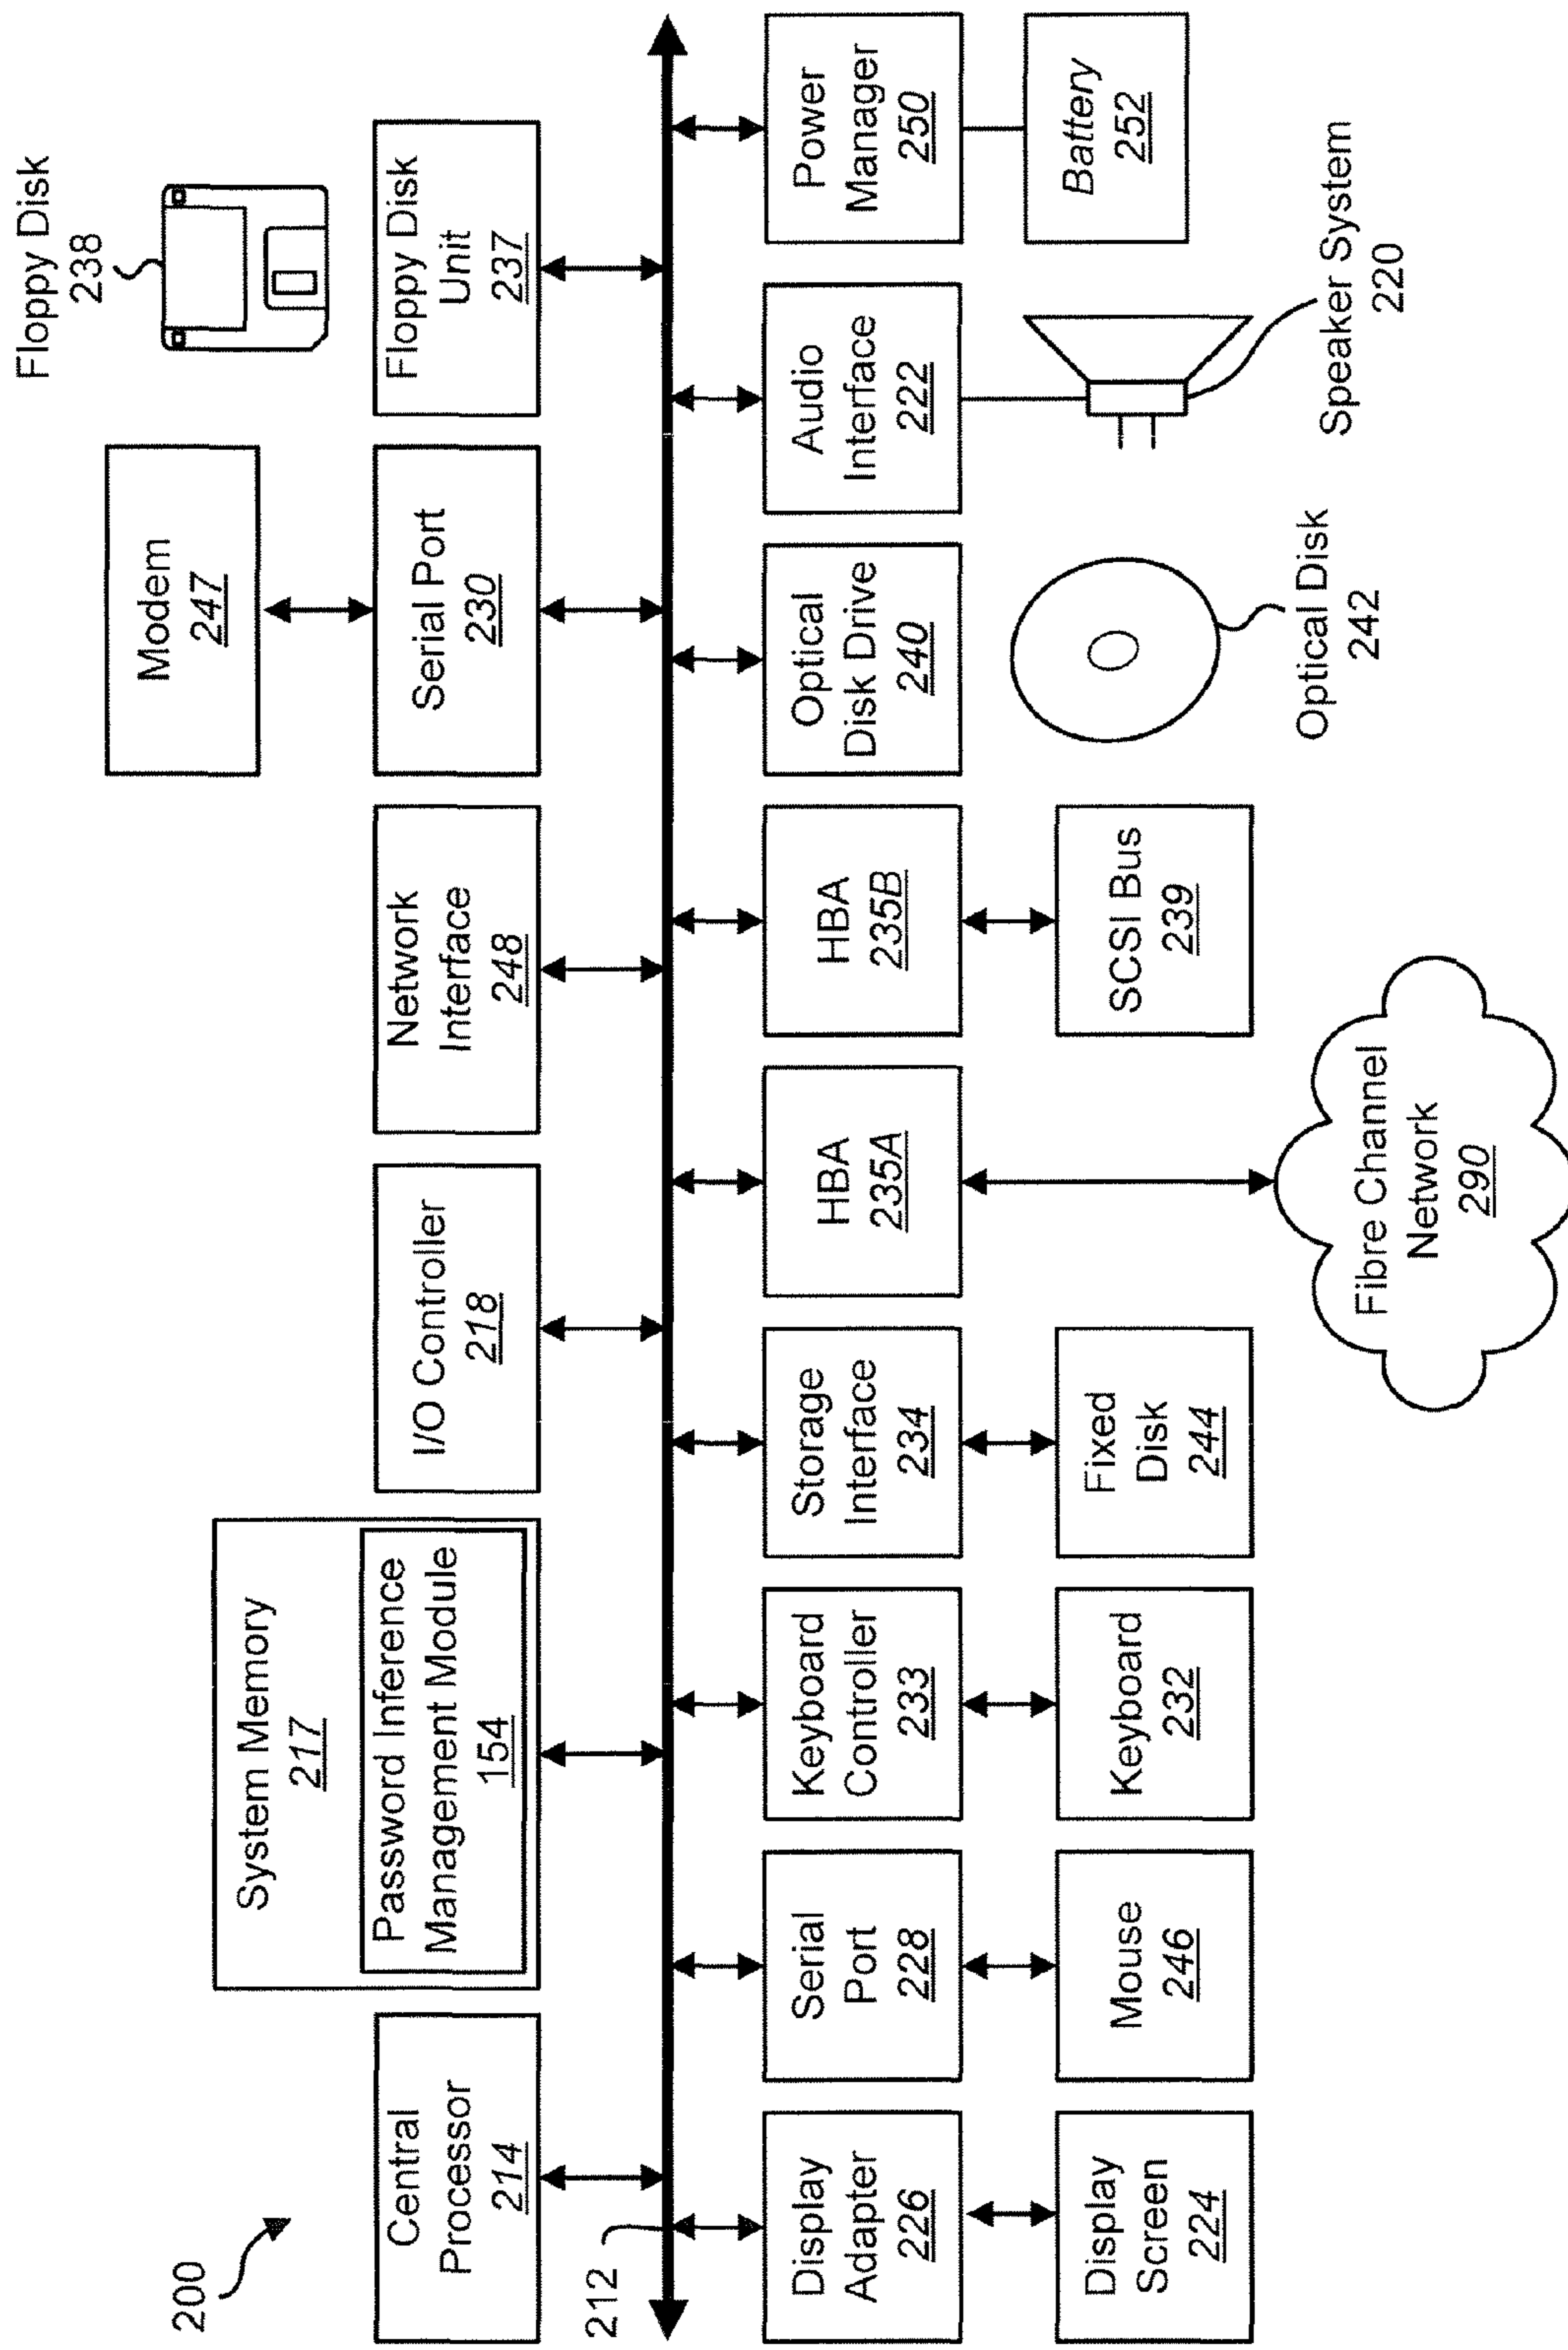 200
Central
Processor
214
System Memory
217
Password Inference
Management Module
154
I/O Controller
218
Network
Interface
248
Modem
247
Serial Port
230
Floppy Disk
238
Floppy Disk
Unit
237
212
Display
Adapter
226
Serial
Port
228
Keyboard
Controller
233
Storage
Interface
234
HBA
235A
HBA
235B
Optical
Disk Drive
240
Audio
Interface
222
Power
Manager
250
Display
Screen
224
Mouse
246
Keyboard
232
Fixed
Disk
244
Fibre Channel
Network
290
SCSI Bus
239
Optical Disk
242
Speaker System
220
Battery
252